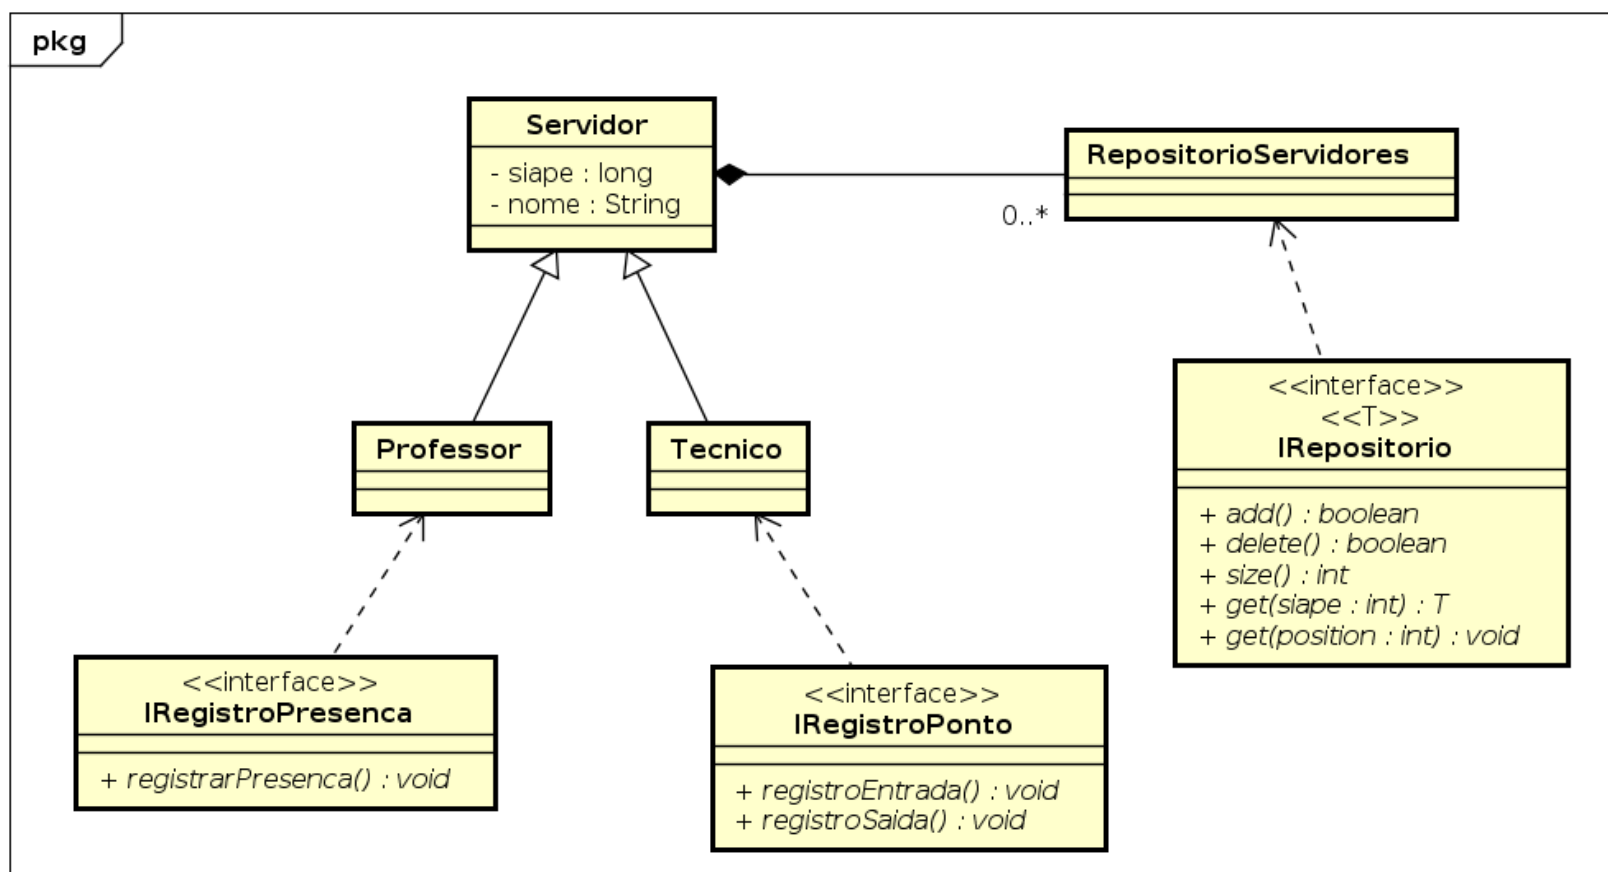 pkg
Servidor
- siape : long
- nome : String
RepositorioServidores
0..*
Professor
Tecnico
<<interface>>
<<T>>
IRepositorio
+ add() : boolean
+ delete() : boolean
+ size() : int
+ get(siape : int) : T
+ get(position : int) : void
<<interface>>
IRegistroPresenca
+ registrarPresenca() : void
<<interface>>
IRegistroPonto
+ registroEntrada() : void
+ registroSaida() : void